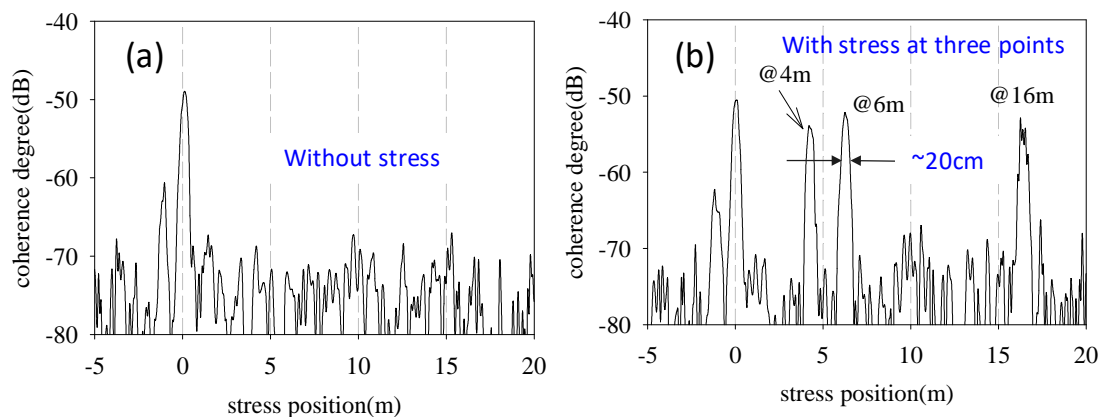 -40
(a)
-50
Without stress
-60
-70
-80
-5 0 5 10 15 20
coherence degree(dB)
stress position(m)
-40
(b)
With stress at three points
@4m
@6m
@16m
-50
~20cm
-60
-70
-80
-5 0 5 10 15 20
coherence degree(dB)
stress position(m)